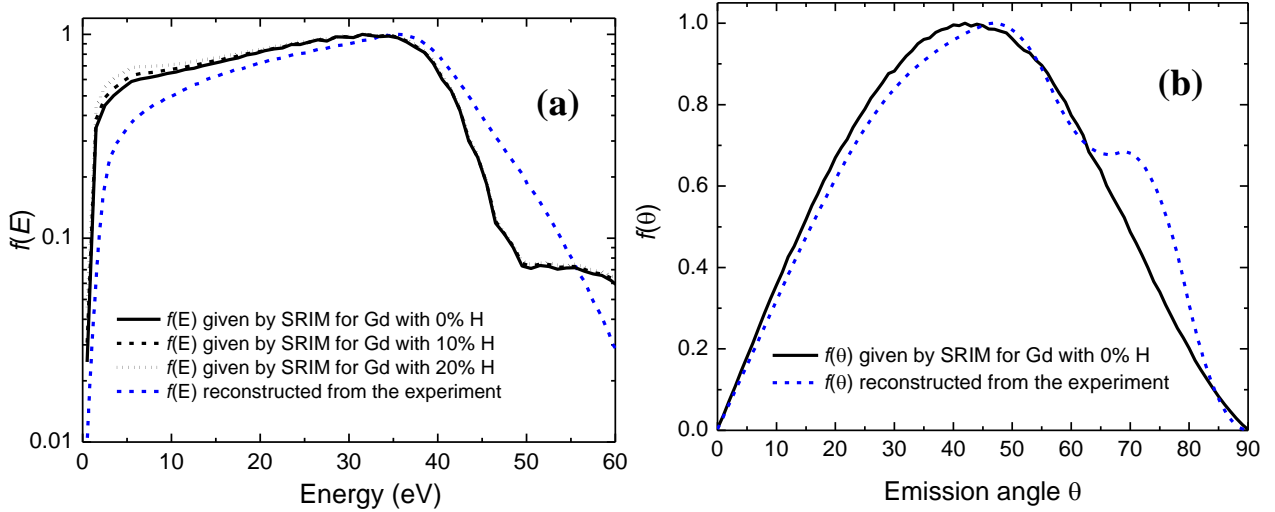 (a)
f(E)
1
0.1
0.01
f(E) given by SRIM for Gd with 0% H
f(E) given by SRIM for Gd with 10% H
f(E) given by SRIM for Gd with 20% H
f(E) reconstructed from the experiment
0 10 20 30 40 50 60
Energy (eV)
(b)
f(θ)
1.0
0.8
0.6
0.4
0.2
0.0
f(θ) given by SRIM for Gd with 0% H
f(θ) reconstructed from the experiment
0 10 20 30 40 50 60 70 80 90
Emission angle θ